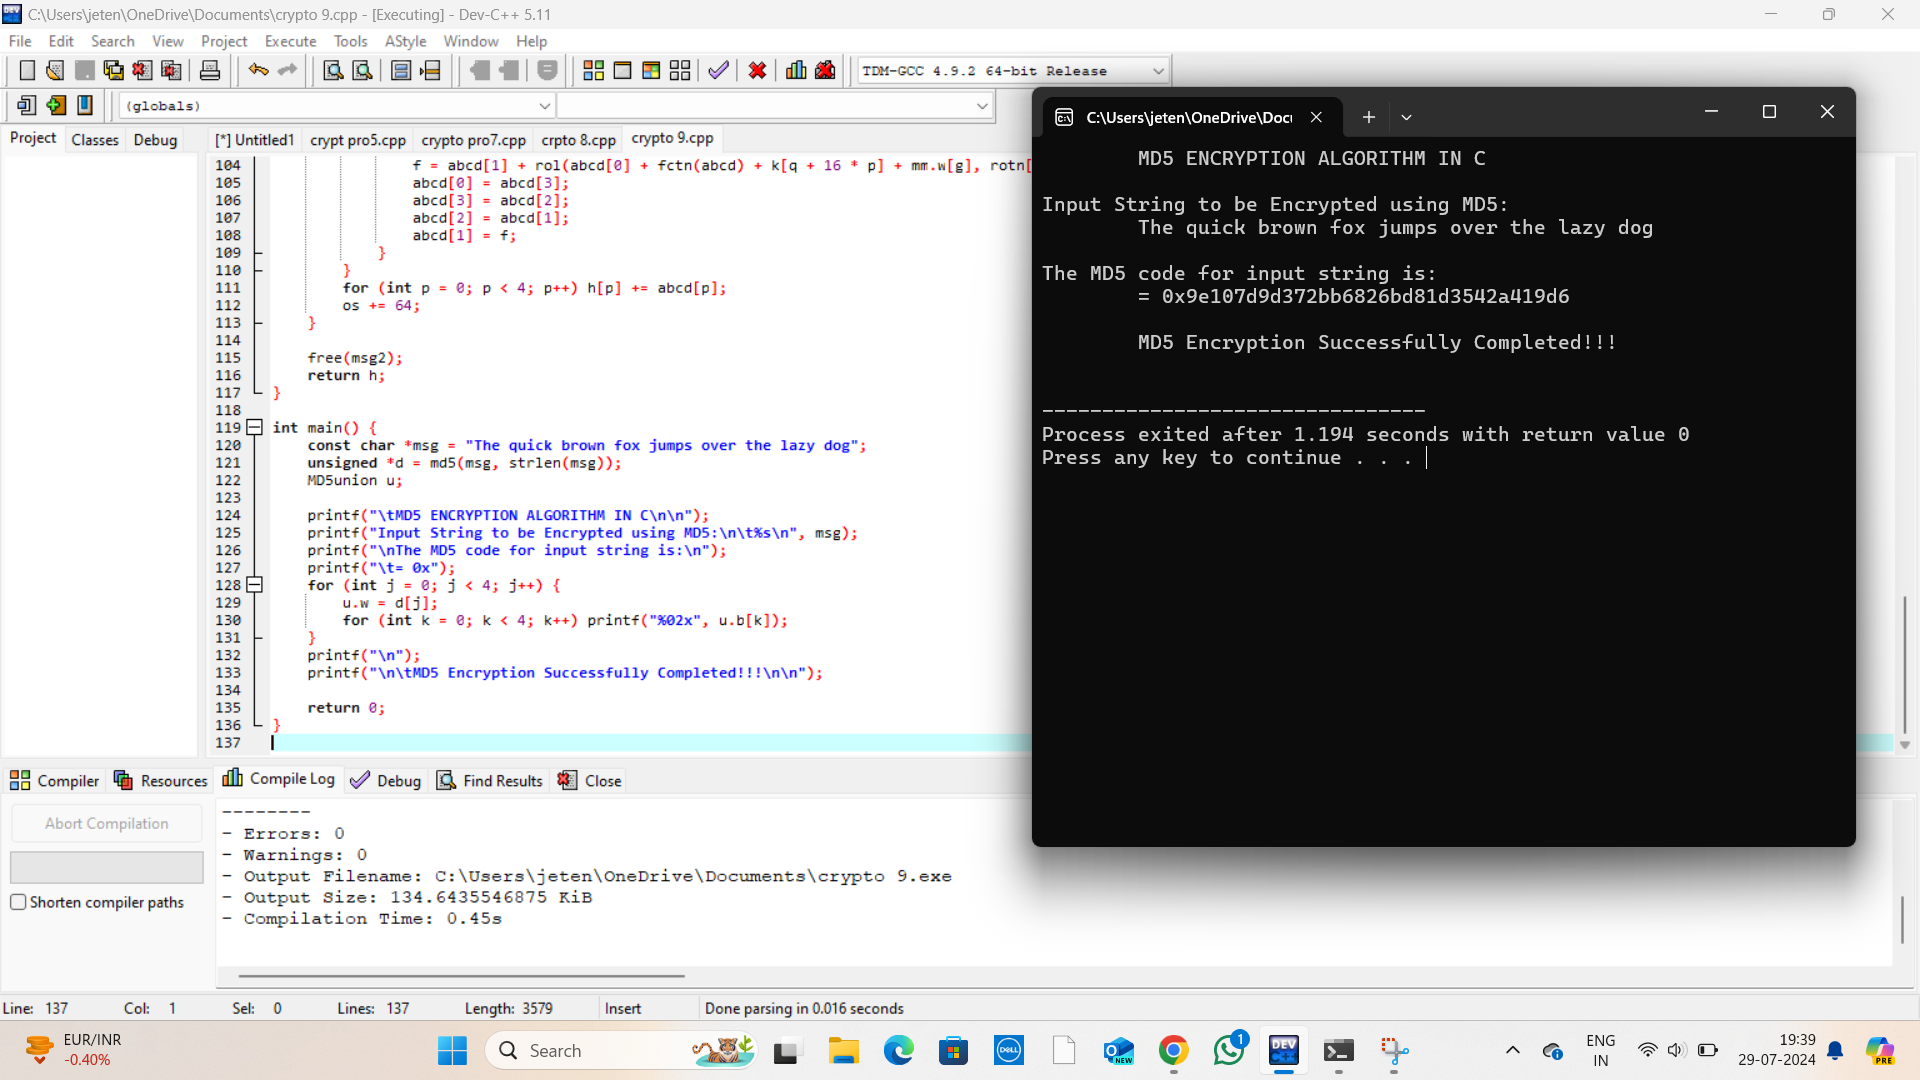 C:\Users\jeten\OneDrive\Documents\crypto 9.cpp - [Executing] - Dev-C++ 5.11
File Edit Search View Project Execute Tools AStyle Window Help
TDM-GCC 4.9.2 64-bit Release
(globals)
Project Classes Debug
[*] Untitled1 crypt pro5.cpp crypto pro7.cpp crpto 8.cpp crypto 9.cpp
104 f = abcd[1] + rol(abcd[0] + fctn(abcd) + k[q + 16 * p] + mm.w[g], rotn[
105 abcd[0] = abcd[3];
106 abcd[3] = abcd[2];
107 abcd[2] = abcd[1];
108 abcd[1] = f;
109 }
110 }
111 for (int p = 0; p < 4; p++) h[p] += abcd[p];
112 os += 64;
113 }
114
115 free(msg2);
116 return h;
117 }
118
119 int main() {
120 const char *msg = "The quick brown fox jumps over the lazy dog";
121 unsigned *d = md5(msg, strlen(msg));
122 MD5union u;
123
124 printf("\tMD5 ENCRYPTION ALGORITHM IN C\n\n");
125 printf("Input String to be Encrypted using MD5:\n\t%s\n", msg);
126 printf("\nThe MD5 code for input string is:\n");
127 printf("\t= 0x");
128 for (int j = 0; j < 4; j++) {
129 u.w = d[j];
130 for (int k = 0; k < 4; k++) printf("%02x", u.b[k]);
131 }
132 printf("\n");
133 printf("\n\tMD5 Encryption Successfully Completed!!!\n\n");
134
135 return 0;
136 }
137
C:\Users\jeten\OneDrive\Docu
MD5 ENCRYPTION ALGORITHM IN C
Input String to be Encrypted using MD5:
The quick brown fox jumps over the lazy dog
The MD5 code for input string is:
= 0x9e107d9d372bb6826bd81d3542a419d6
MD5 Encryption Successfully Completed!!!
--------------------------------
Process exited after 1.194 seconds with return value 0
Press any key to continue . . .
Compiler Resources Compile Log Debug Find Results Close
Abort Compilation
Shorten compiler paths
--------
- Errors: 0
- Warnings: 0
- Output Filename: C:\Users\jeten\OneDrive\Documents\crypto 9.exe
- Output Size: 134.6435546875 KiB
- Compilation Time: 0.45s
Line: 137 Col: 1 Sel: 0 Lines: 137 Length: 3579 Insert Done parsing in 0.016 seconds
EUR/INR
-0.40%
Search
DELL
NEW
1
DEV
ENG
IN
19:39
29-07-2024
PRE